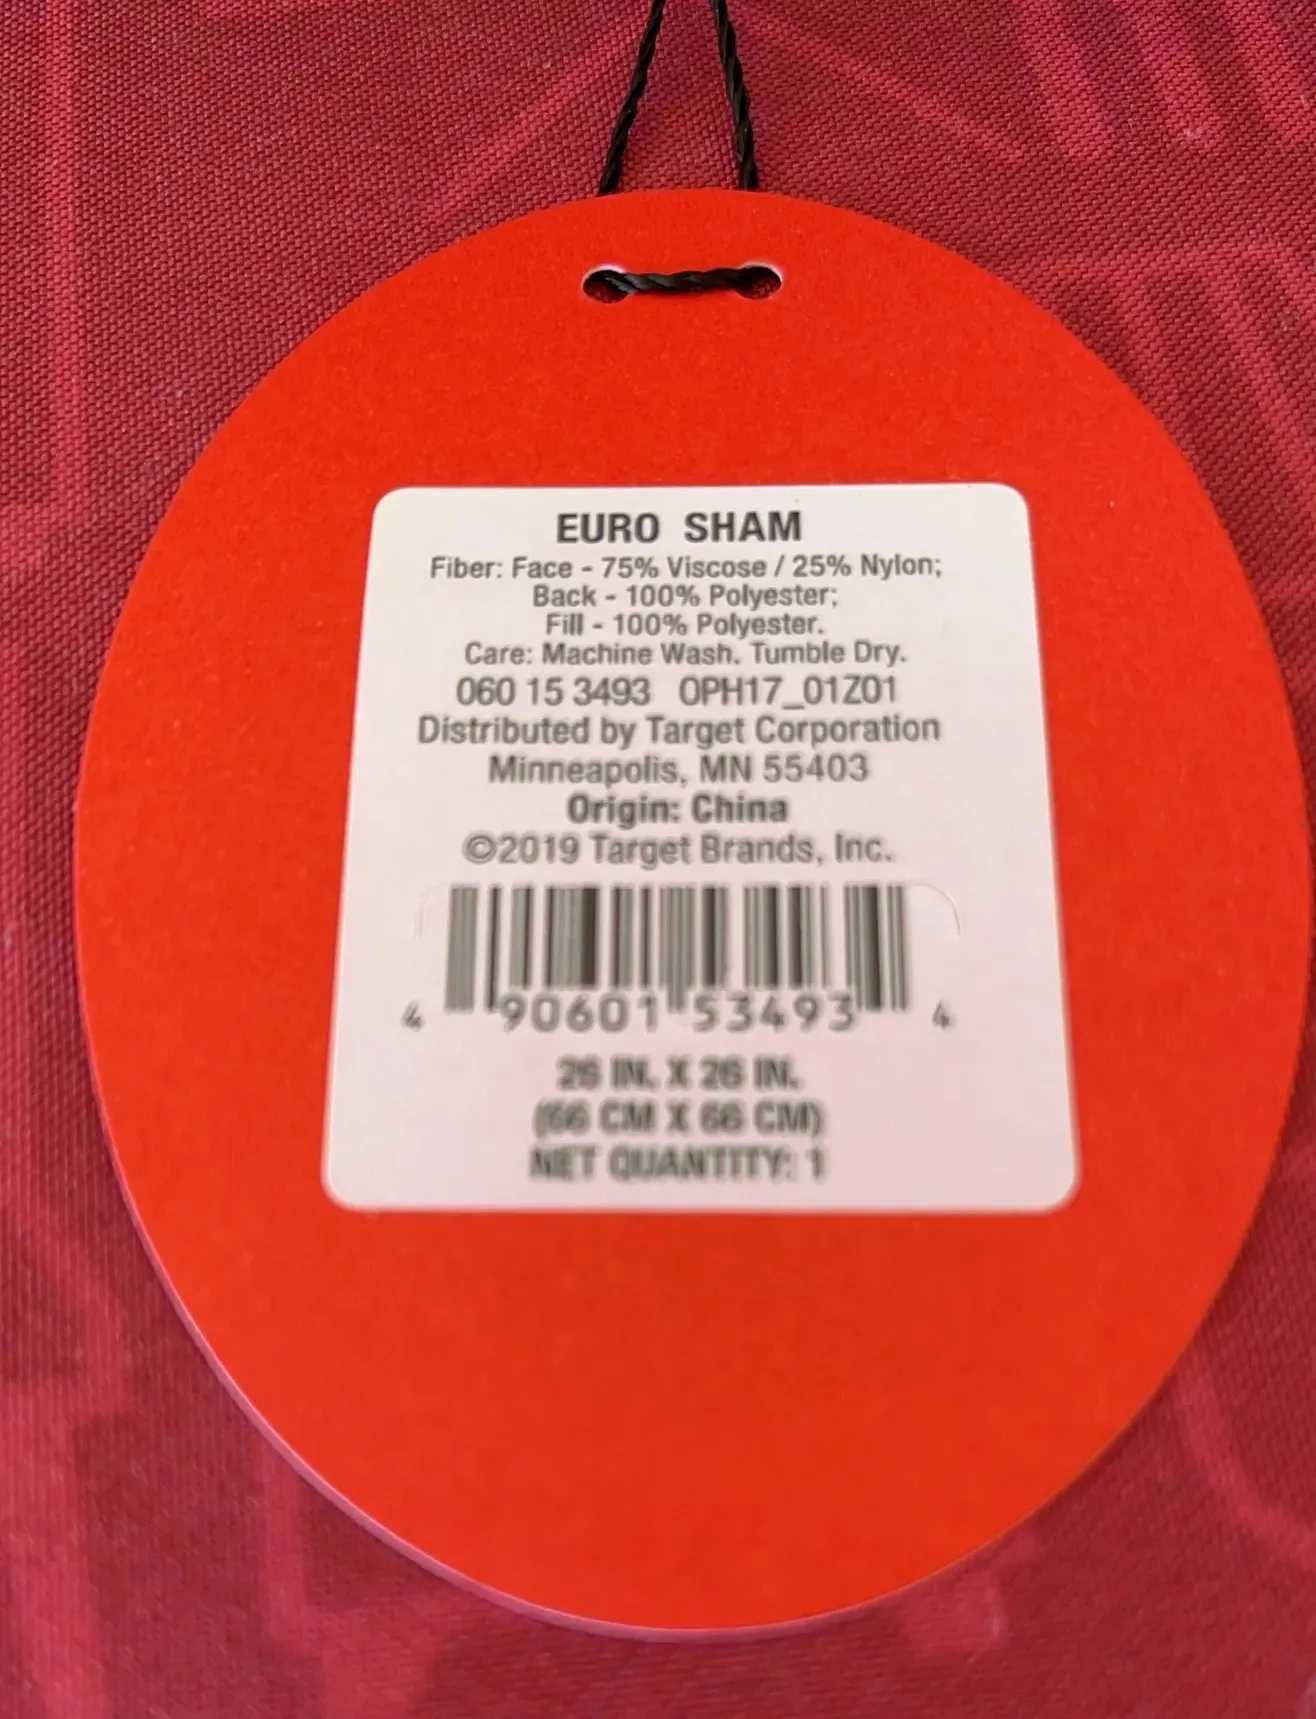 EURO SHAM
Fiber: Face - 75% Viscose / 25% Nylon;
Back - 100% Polyester;
Fill - 100% Polyester.
Care: Machine Wash. Tumble Dry.
060 15 3493 OPH17_01Z01
Distributed by Target Corporation
Minneapolis, MN 55403
Origin: China
©2019 Target Brands, Inc.
4 90601 53493 4
26 IN. X 26 IN.
(66 CM X 66 CM)
NET QUANTITY: 1